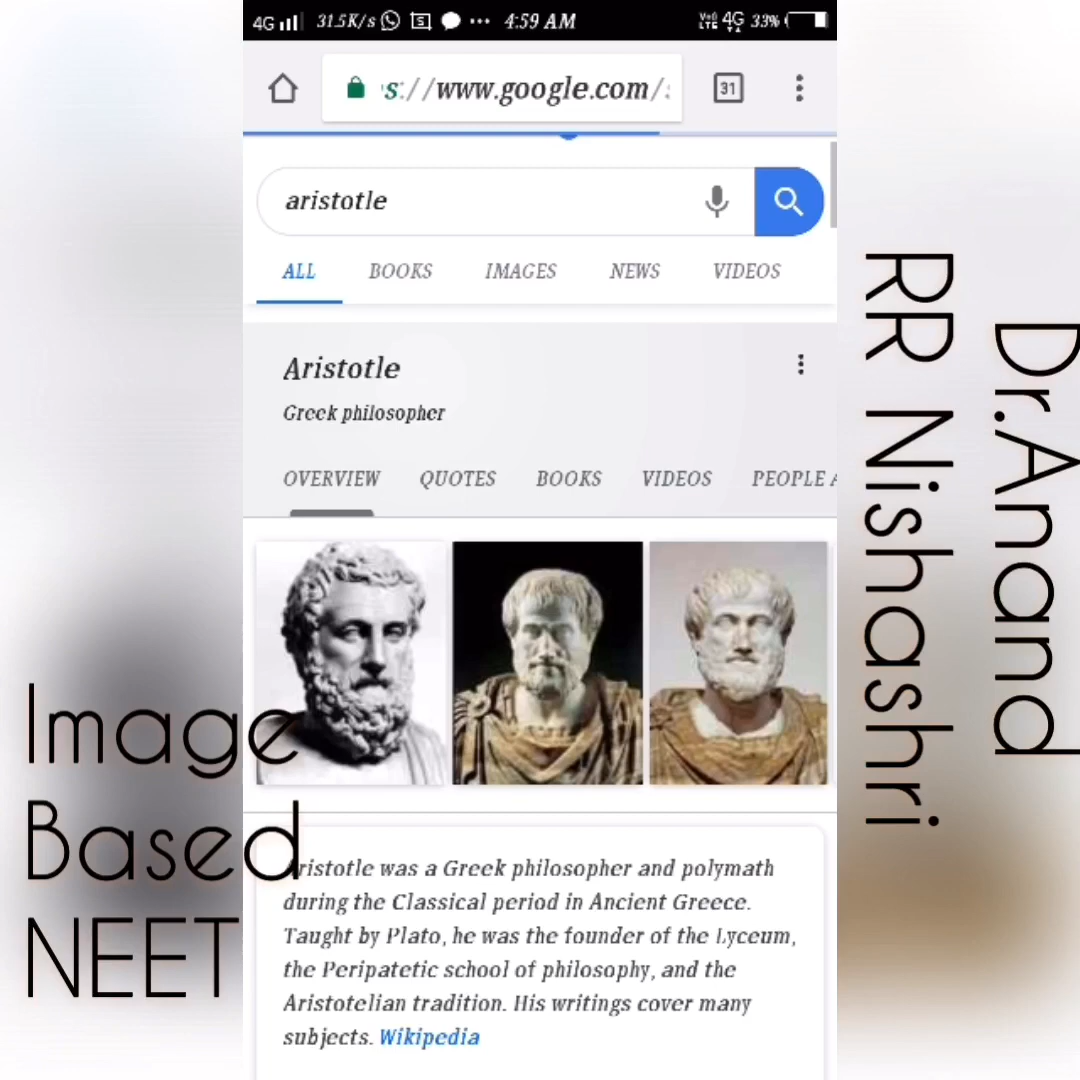 4G 31.5K/s S ... 4:59 AM VoD LTE 4G 33%
s://www.google.com/ 31
aristotle
ALL BOOKS IMAGES NEWS VIDEOS
Aristotle
Greek philosopher
OVERVIEW QUOTES BOOKS VIDEOS PEOPLE A
Aristotle was a Greek philosopher and polymath
during the Classical period in Ancient Greece.
Taught by Plato, he was the founder of the Lyceum,
the Peripatetic school of philosophy, and the
Aristotelian tradition. His writings cover many
subjects. Wikipedia
Image
Based
NEET
Dr.Anand
RR Nishashri